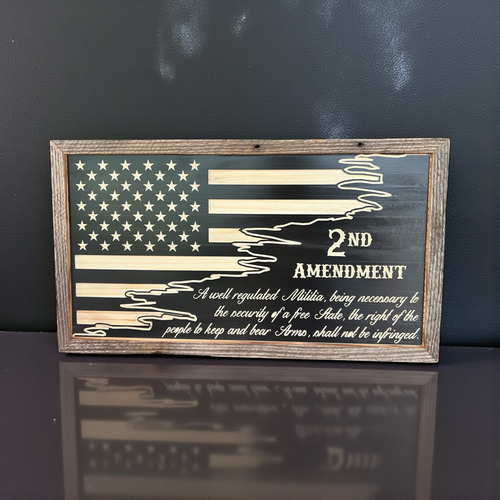 2ND
AMENDMENT
A well regulated Militia, being necessary to
the security of a free State, the right of the
people to keep and bear Arms, shall not be infringed.